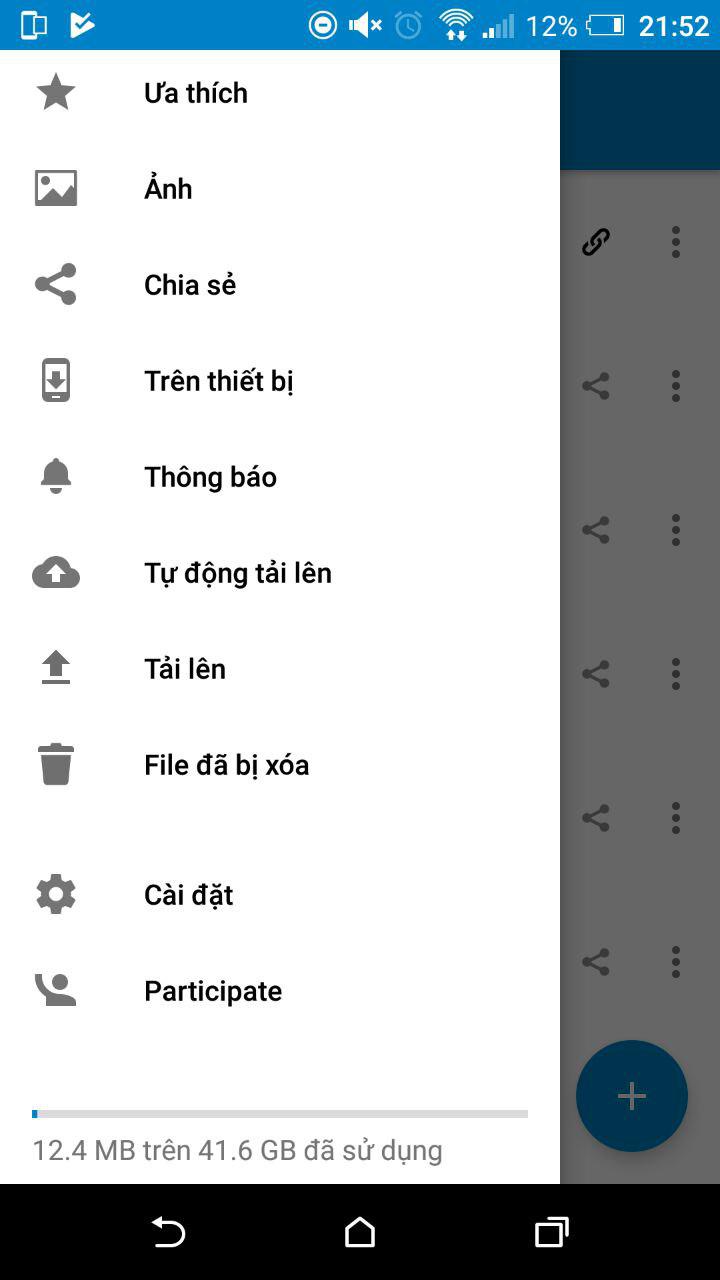 12% 21:52
Ưa thích
Ảnh
Chia sẻ
Trên thiết bị
Thông báo
Tự động tải lên
Tải lên
File đã bị xóa
Cài đặt
Participate
12.4 MB trên 41.6 GB đã sử dụng